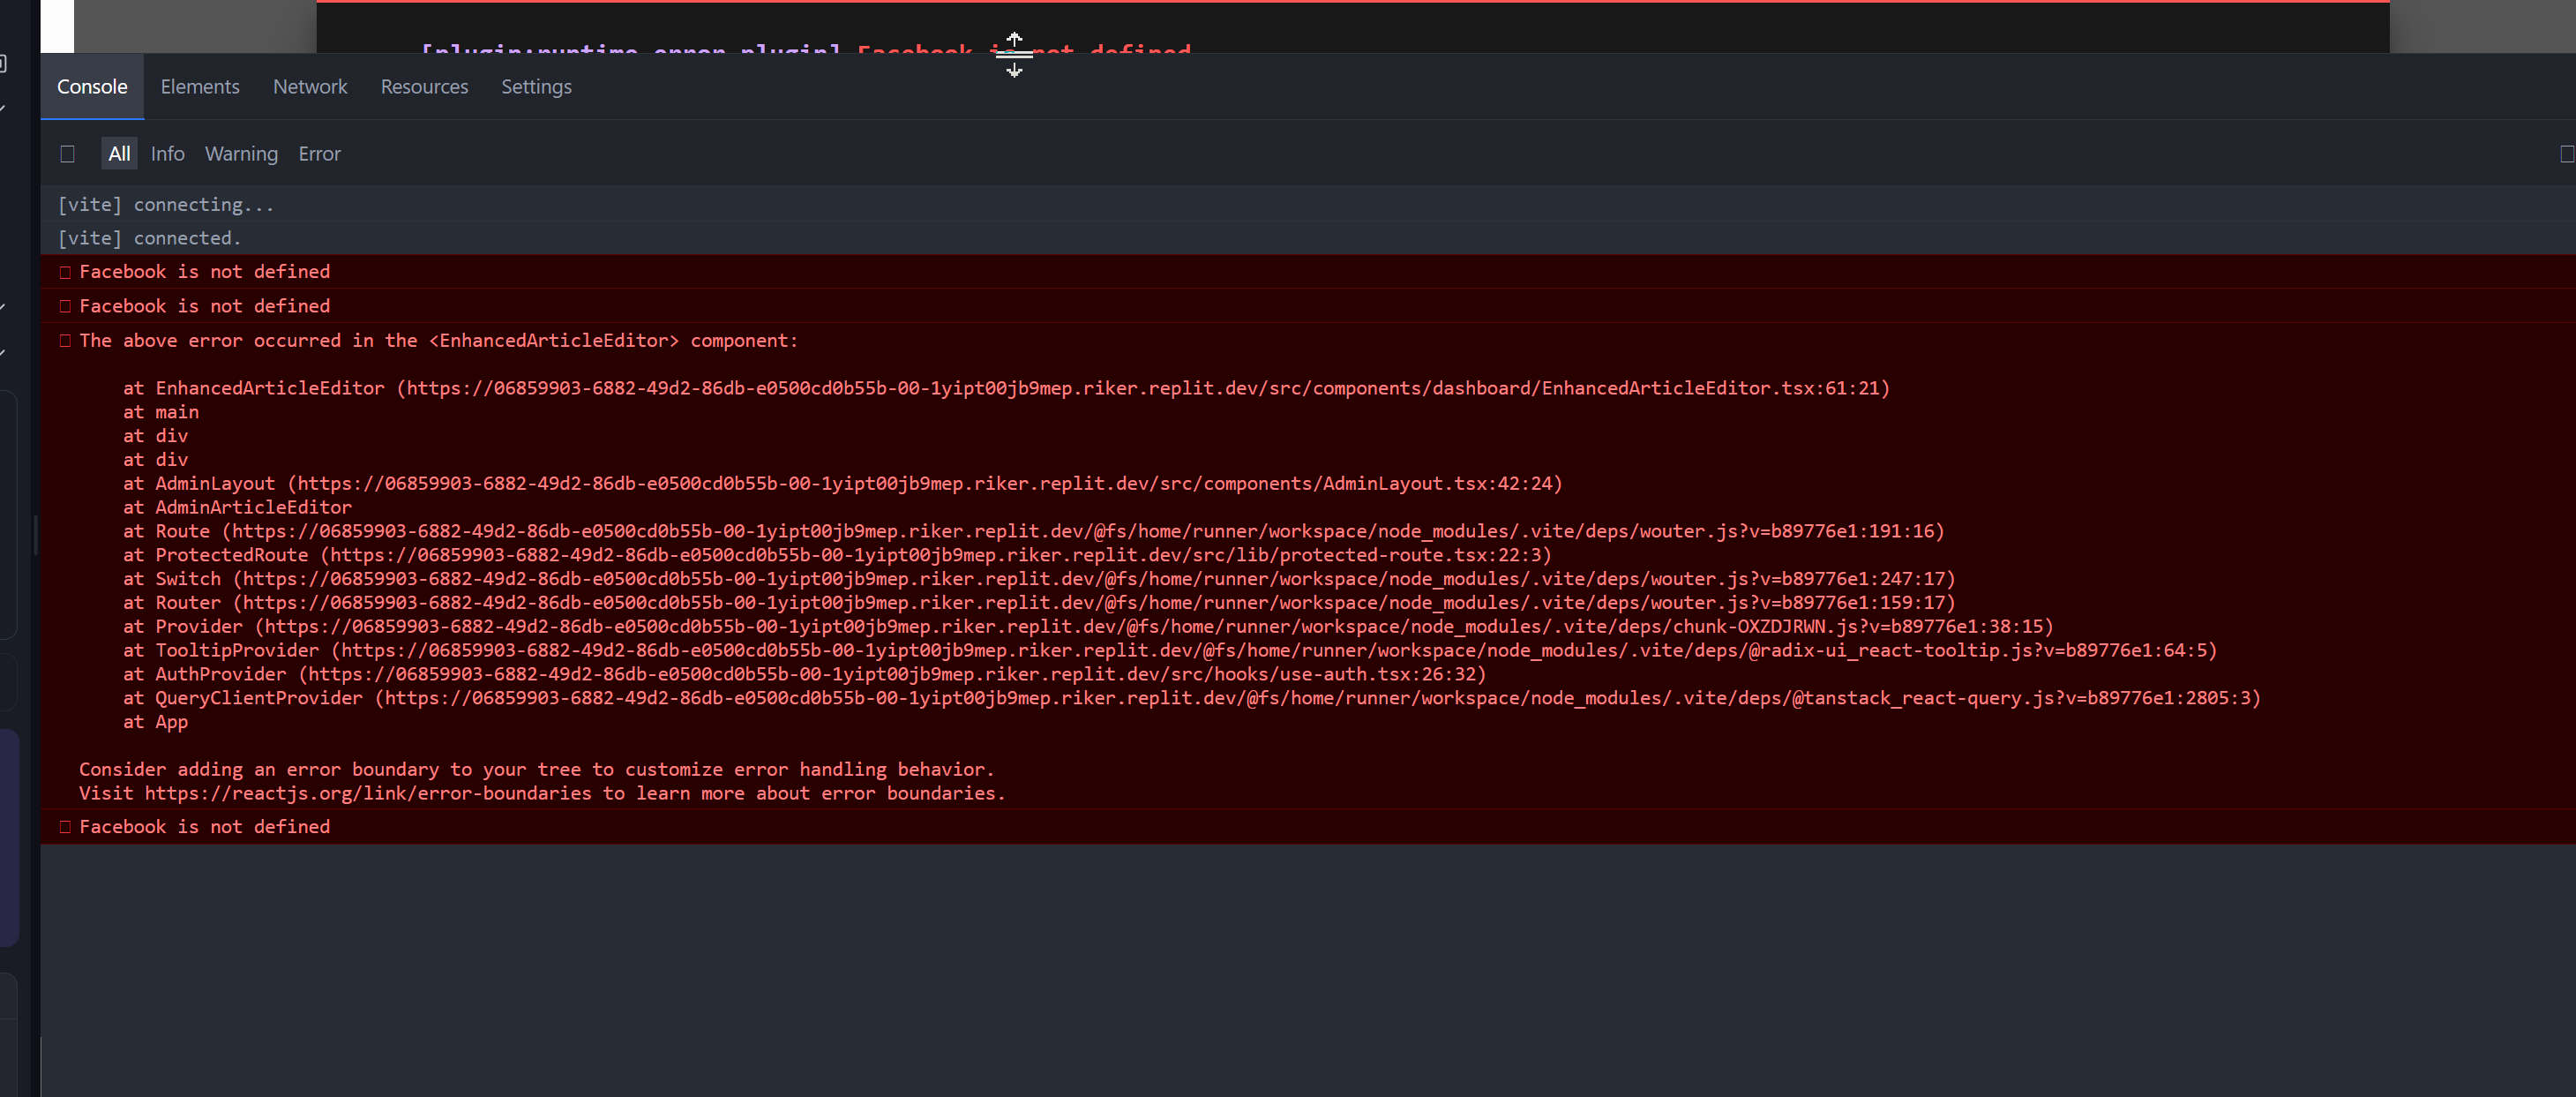 [plugin:runtime-error-plugin] Facebook is not defined
Console Elements Network Resources Settings
All Info Warning Error
[vite] connecting...
[vite] connected.
Facebook is not defined
Facebook is not defined
The above error occurred in the <EnhancedArticleEditor> component:
at EnhancedArticleEditor (https://06859903-6882-49d2-86db-e0500cd0b55b-00-1yipt00jb9mep.riker.replit.dev/src/components/dashboard/EnhancedArticleEditor.tsx:61:21)
at main
at div
at div
at AdminLayout (https://06859903-6882-49d2-86db-e0500cd0b55b-00-1yipt00jb9mep.riker.replit.dev/src/components/AdminLayout.tsx:42:24)
at AdminArticleEditor
at Route (https://06859903-6882-49d2-86db-e0500cd0b55b-00-1yipt00jb9mep.riker.replit.dev/@fs/home/runner/workspace/node_modules/.vite/deps/wouter.js?v=b89776e1:191:16)
at ProtectedRoute (https://06859903-6882-49d2-86db-e0500cd0b55b-00-1yipt00jb9mep.riker.replit.dev/src/lib/protected-route.tsx:22:3)
at Switch (https://06859903-6882-49d2-86db-e0500cd0b55b-00-1yipt00jb9mep.riker.replit.dev/@fs/home/runner/workspace/node_modules/.vite/deps/wouter.js?v=b89776e1:247:17)
at Router (https://06859903-6882-49d2-86db-e0500cd0b55b-00-1yipt00jb9mep.riker.replit.dev/@fs/home/runner/workspace/node_modules/.vite/deps/wouter.js?v=b89776e1:159:17)
at Provider (https://06859903-6882-49d2-86db-e0500cd0b55b-00-1yipt00jb9mep.riker.replit.dev/@fs/home/runner/workspace/node_modules/.vite/deps/chunk-OXZDJRWN.js?v=b89776e1:38:15)
at TooltipProvider (https://06859903-6882-49d2-86db-e0500cd0b55b-00-1yipt00jb9mep.riker.replit.dev/@fs/home/runner/workspace/node_modules/.vite/deps/@radix-ui_react-tooltip.js?v=b89776e1:64:5)
at AuthProvider (https://06859903-6882-49d2-86db-e0500cd0b55b-00-1yipt00jb9mep.riker.replit.dev/src/hooks/use-auth.tsx:26:32)
at QueryClientProvider (https://06859903-6882-49d2-86db-e0500cd0b55b-00-1yipt00jb9mep.riker.replit.dev/@fs/home/runner/workspace/node_modules/.vite/deps/@tanstack_react-query.js?v=b89776e1:2805:3)
at App
Consider adding an error boundary to your tree to customize error handling behavior.
Visit https://reactjs.org/link/error-boundaries to learn more about error boundaries.
Facebook is not defined